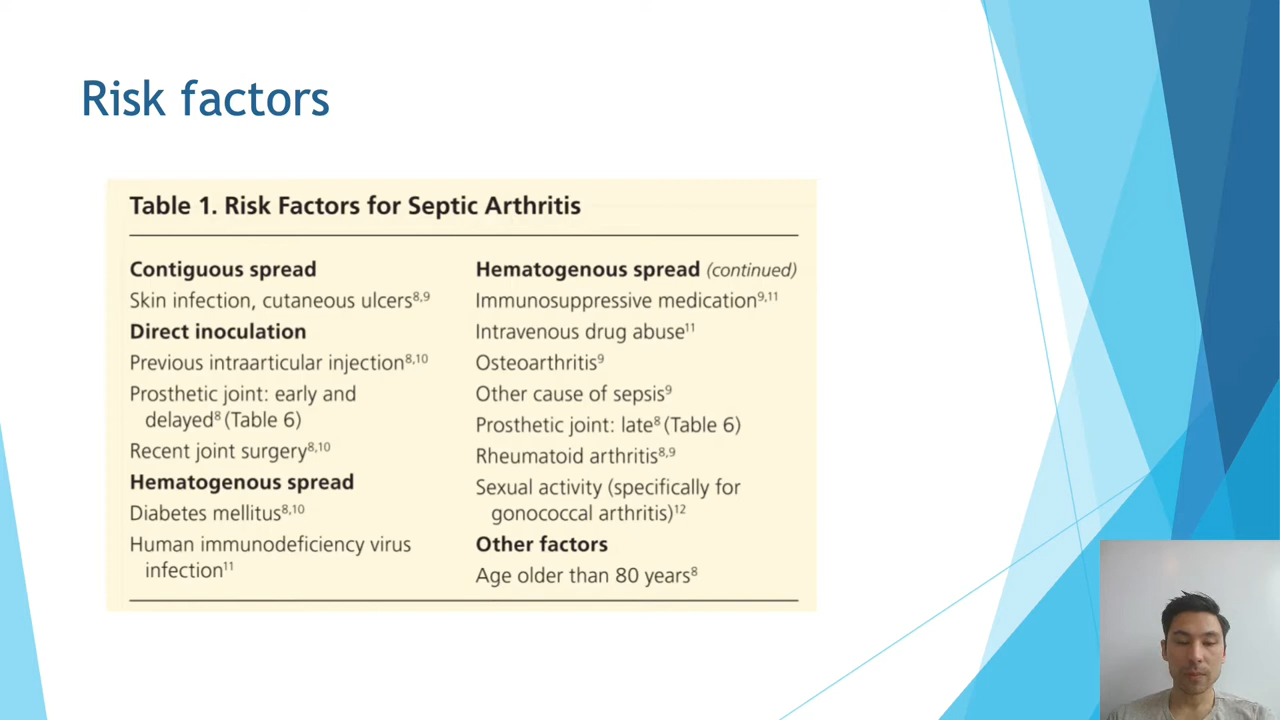 Risk factors
Table 1. Risk Factors for Septic Arthritis
Contiguous spread
Skin infection, cutaneous ulcers8,9
Direct inoculation
Previous intraarticular injection8,10
Prosthetic joint: early and
delayed8 (Table 6)
Recent joint surgery8,10
Hematogenous spread
Diabetes mellitus8,10
Human immunodeficiency virus
infection11
Hematogenous spread (continued)
Immunosuppressive medication9,11
Intravenous drug abuse11
Osteoarthritis9
Other cause of sepsis9
Prosthetic joint: late8 (Table 6)
Rheumatoid arthritis8,9
Sexual activity (specifically for
gonococcal arthritis)12
Other factors
Age older than 80 years8